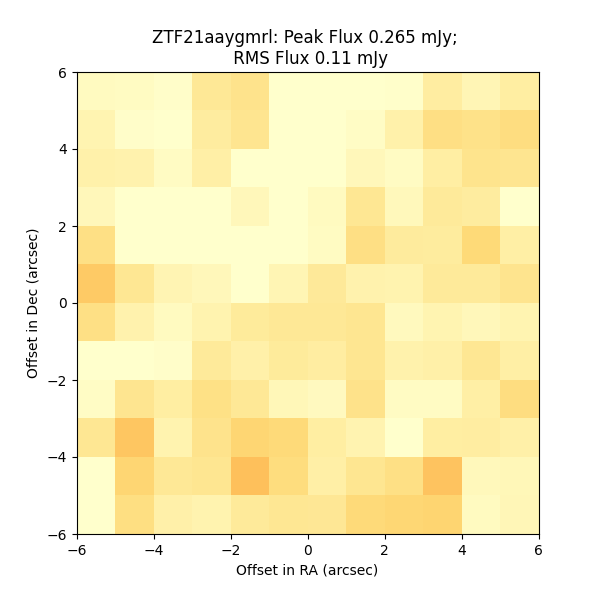 ZTF21aaygmrl: Peak Flux 0.265 mJy;
RMS Flux 0.11 mJy
6
4
2
0
−2
−4
−6
Offset in Dec (arcsec)
−6 −4 −2 0 2 4 6
Offset in RA (arcsec)